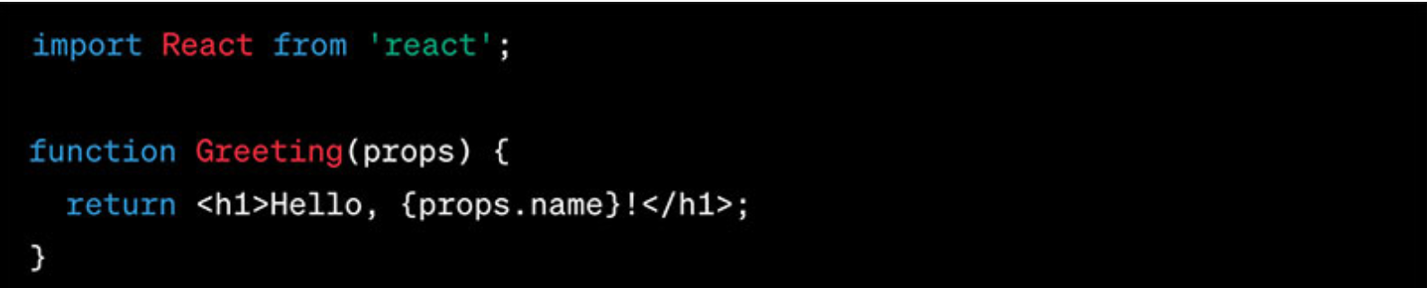 import React from 'react';
function Greeting(props) {
  return <h1>Hello, {props.name}!</h1>;
}